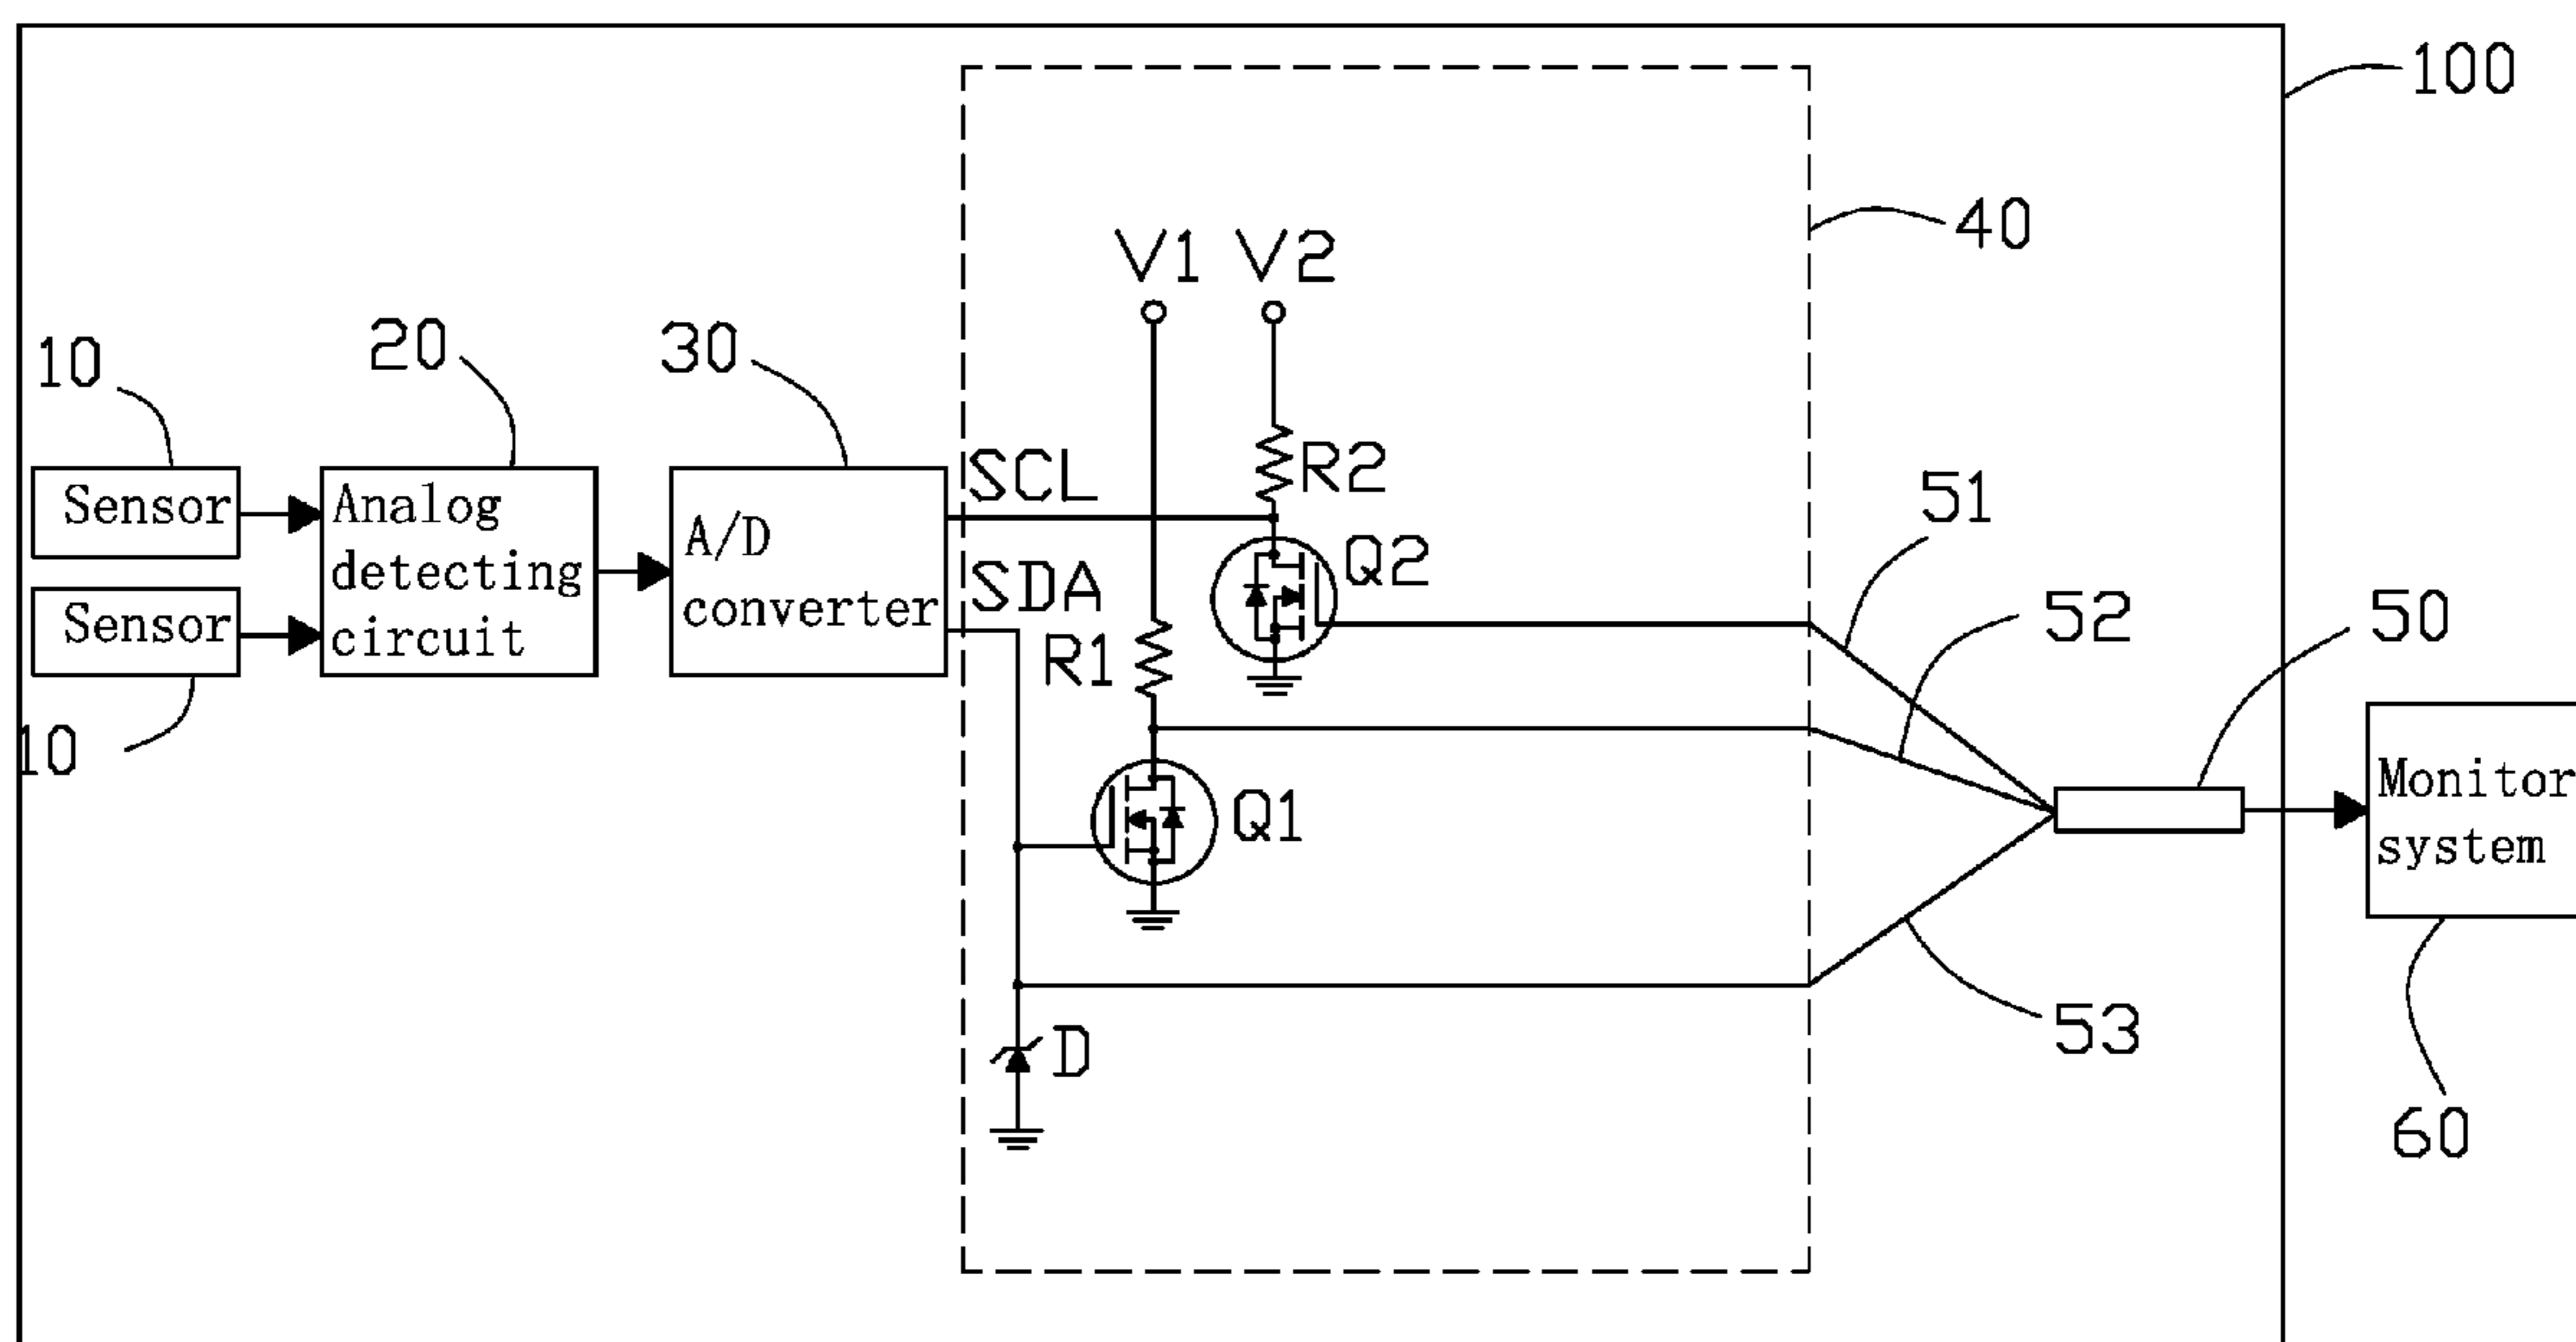 100
40
V1 V2
10
20
30
SCL
R2
51
Sensor
Analog
detecting
circuit
A/D
converter
SDA
Q2
52
50
Sensor
R1
10
Q1
Monitor
system
53
D
60